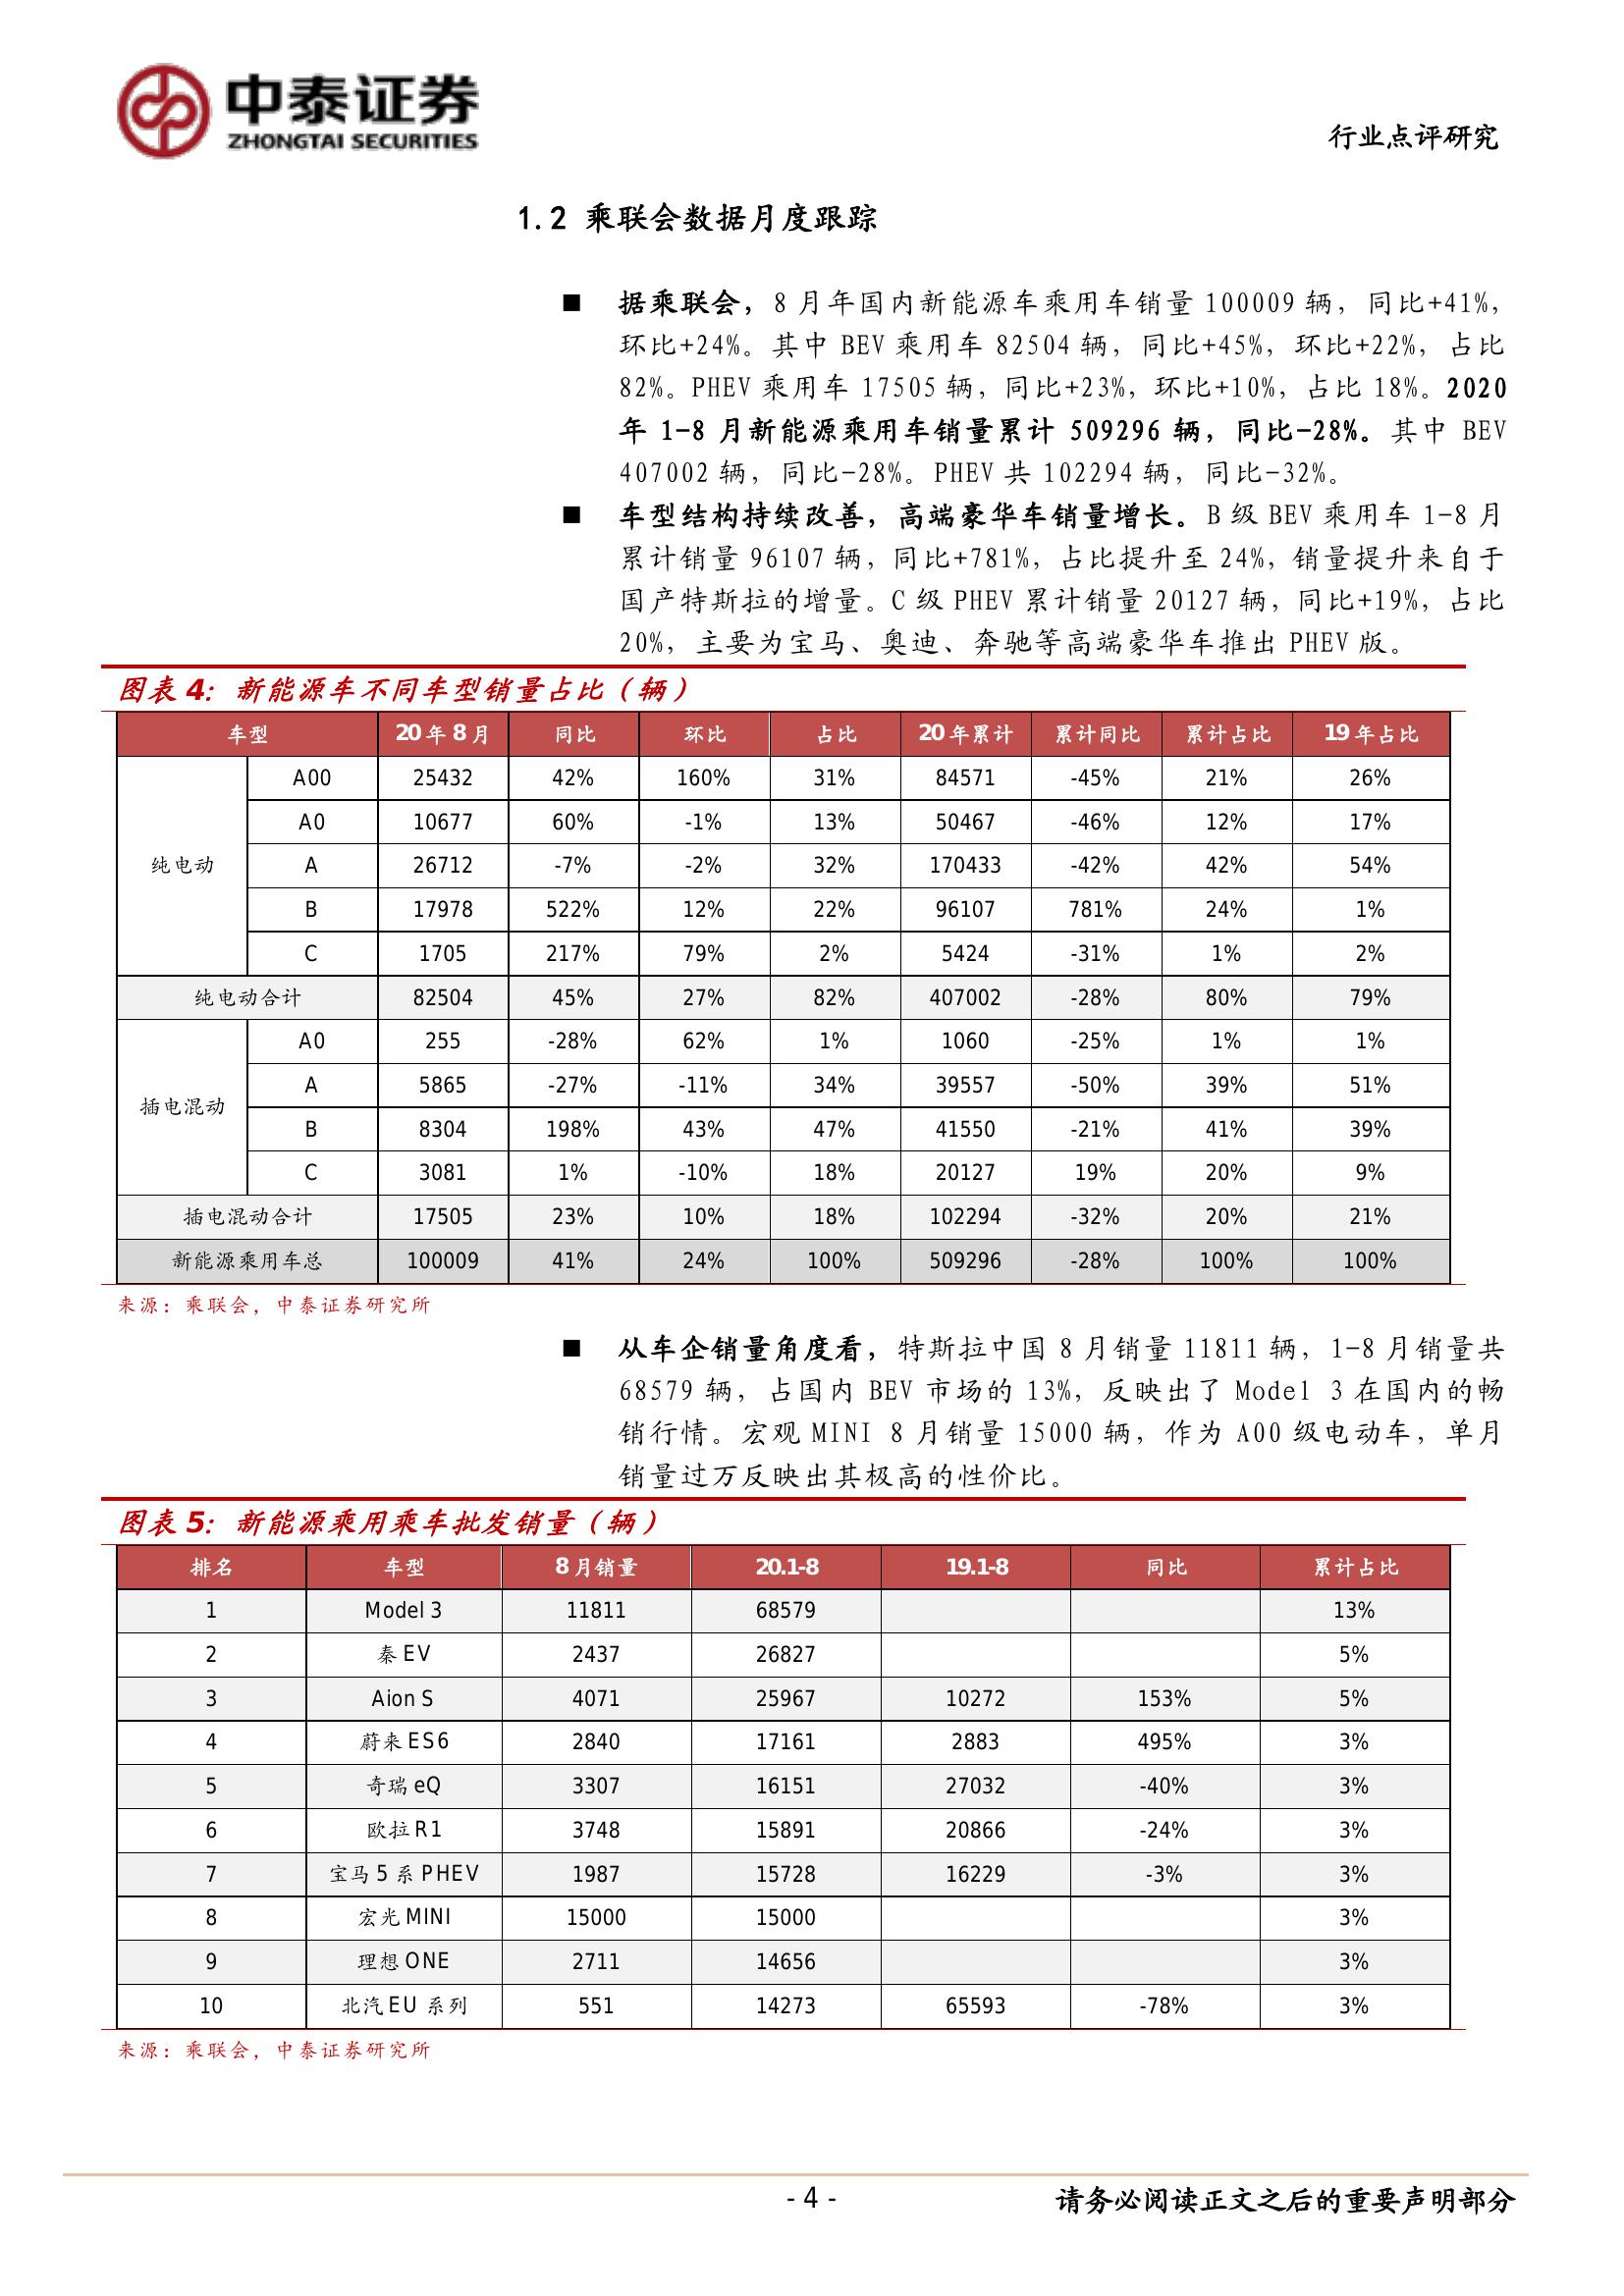 中泰证券
ZHONGTAI SECURITIES
行业点评研究
1.2 乘联会数据月度跟踪
■ 据乘联会，8 月年国内新能源车乘用车销量 100009 辆，同比+41%，
环比+24%。其中 BEV 乘用车 82504 辆，同比+45%，环比+22%，占比
82%。PHEV 乘用车 17505 辆，同比+23%，环比+10%，占比 18%。2020
年 1-8 月新能源乘用车销量累计 509296 辆，同比-28%。其中 BEV
407002 辆，同比-28%。PHEV 共 102294 辆，同比-32%。
■ 车型结构持续改善，高端豪华车销量增长。B 级 BEV 乘用车 1-8 月
累计销量 96107 辆，同比+781%，占比提升至 24%，销量提升来自于
国产特斯拉的增量。C 级 PHEV 累计销量 20127 辆，同比+19%，占比
20%，主要为宝马、奥迪、奔驰等高端豪华车推出 PHEV 版。
图表 4：新能源车不同车型销量占比（辆）
车型 20 年 8 月 同比 环比 占比 20 年累计 累计同比 累计占比 19 年占比
A00 25432 42% 160% 31% 84571 -45% 21% 26%
A0 10677 60% -1% 13% 50467 -46% 12% 17%
纯电动 A 26712 -7% -2% 32% 170433 -42% 42% 54%
B 17978 522% 12% 22% 96107 781% 24% 1%
C 1705 217% 79% 2% 5424 -31% 1% 2%
纯电动合计 82504 45% 27% 82% 407002 -28% 80% 79%
A0 255 -28% 62% 1% 1060 -25% 1% 1%
A 5865 -27% -11% 34% 39557 -50% 39% 51%
插电混动
B 8304 198% 43% 47% 41550 -21% 41% 39%
C 3081 1% -10% 18% 20127 19% 20% 9%
插电混动合计 17505 23% 10% 18% 102294 -32% 20% 21%
新能源乘用车总 100009 41% 24% 100% 509296 -28% 100% 100%
来源：乘联会，中泰证券研究所
■ 从车企销量角度看，特斯拉中国 8 月销量 11811 辆，1-8 月销量共
68579 辆，占国内 BEV 市场的 13%，反映出了 Model 3 在国内的畅
销行情。宏观 MINI 8 月销量 15000 辆，作为 A00 级电动车，单月
销量过万反映出其极高的性价比。
图表 5：新能源乘用乘车批发销量（辆）
排名 车型 8 月销量 20.1-8 19.1-8 同比 累计占比
1 Model 3 11811 68579 13%
2 秦 EV 2437 26827 5%
3 Aion S 4071 25967 10272 153% 5%
4 蔚来 ES6 2840 17161 2883 495% 3%
5 奇瑞 eQ 3307 16151 27032 -40% 3%
6 欧拉 R1 3748 15891 20866 -24% 3%
7 宝马 5 系 PHEV 1987 15728 16229 -3% 3%
8 宏光 MINI 15000 15000 3%
9 理想 ONE 2711 14656 3%
10 北汽 EU 系列 551 14273 65593 -78% 3%
来源：乘联会，中泰证券研究所
- 4 -
请务必阅读正文之后的重要声明部分